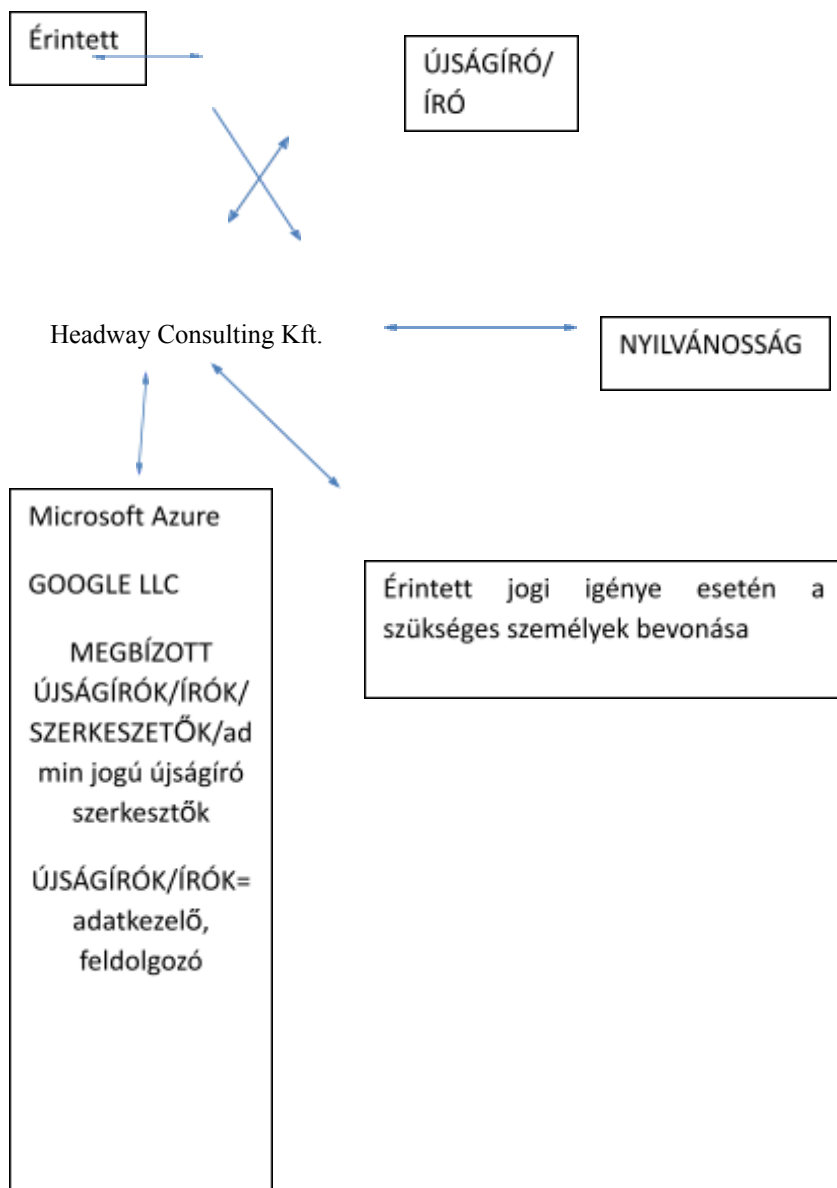 Érintett
ÚJSÁGÍRÓ/
ÍRÓ
Headway Consulting Kft.
NYILVÁNOSSÁG
Microsoft Azure
GOOGLE LLC
MEGBÍZOTT
ÚJSÁGÍRÓK/ÍRÓK/
SZERKESZETŐK/ad
min jogú újságíró
szerkesztők
ÚJSÁGÍRÓK/ÍRÓK=
adatkezelő,
feldolgozó
Érintett jogi igénye esetén a
szükséges személyek bevonása